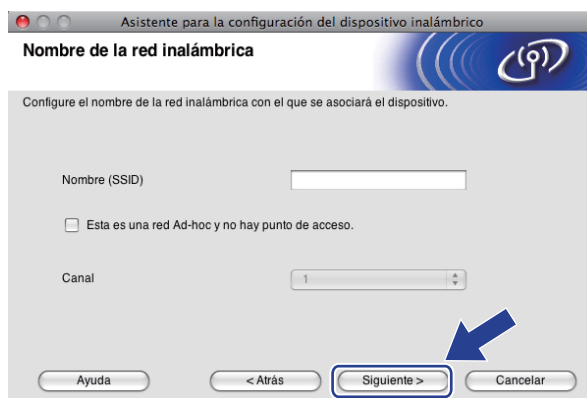 Asistente para la configuración del dispositivo inalámbrico
Nombre de la red inalámbrica
Configure el nombre de la red inalámbrica con el que se asociará el dispositivo.
Nombre (SSID)
Esta es una red Ad-hoc y no hay punto de acceso.
Canal 1
Ayuda < Atrás Siguiente > Cancelar